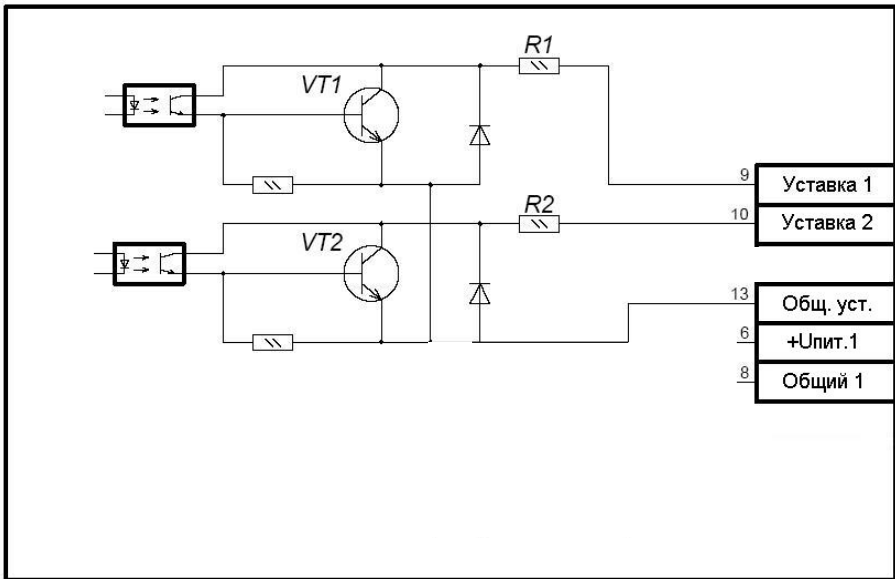 R1
VT1
9 Уставка 1
R2
10 Уставка 2
VT2
13 Общ. уст.
6 +Uпит.1
8 Общий 1